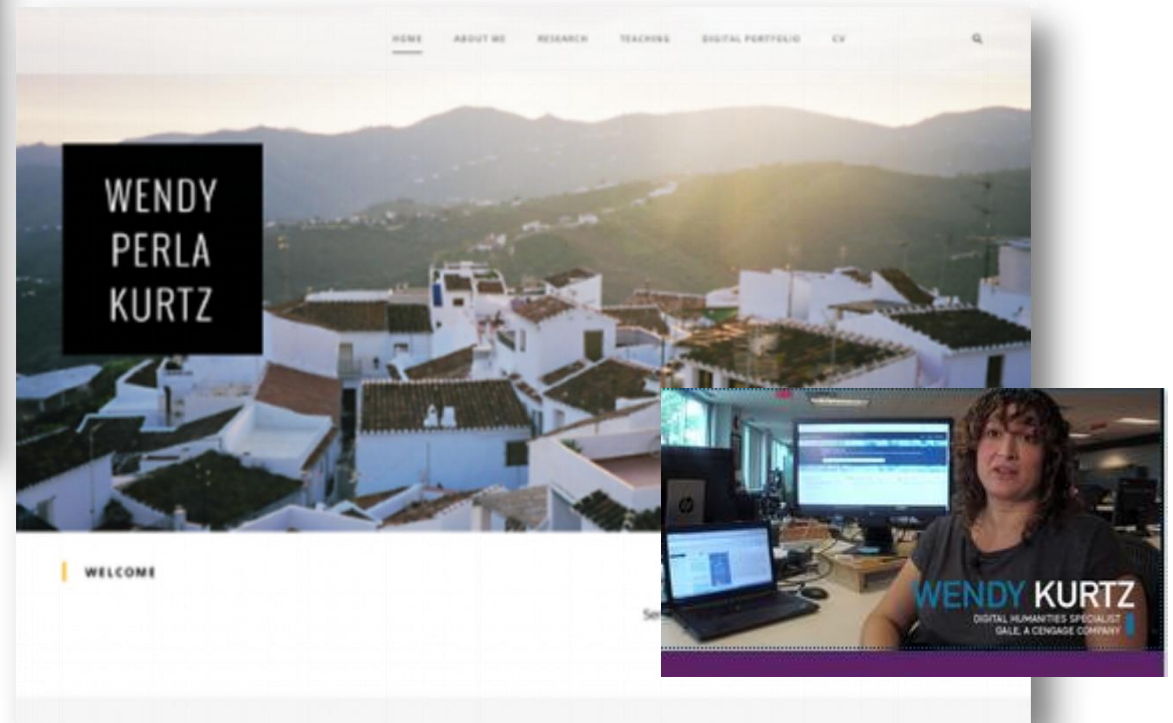 HOME ABOUT ME RESEARCH TEACHING DIGITAL PORTFOLIO CV
WENDY
PERLA
KURTZ
WELCOME
WENDY KURTZ
DIGITAL HUMANITIES SPECIALIST
GALE, A CENGAGE COMPANY